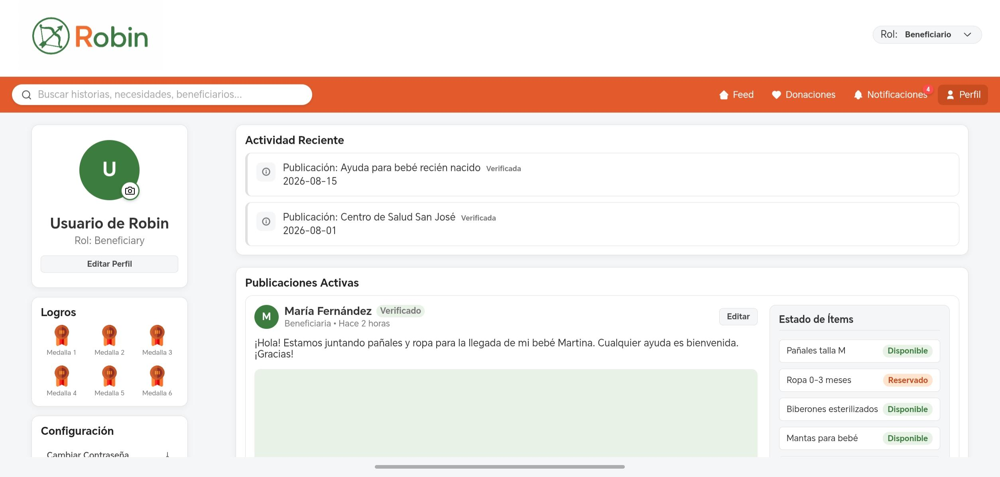 Robin
Rol: Beneficiario
Buscar historias, necesidades, beneficiarios...
Feed
Donaciones
Notificaciones
4
Perfil
U
Usuario de Robin
Rol: Beneficiary
Editar Perfil
Logros
Medalla 1
Medalla 2
Medalla 3
Medalla 4
Medalla 5
Medalla 6
Configuración
Cambiar Contraseña
Actividad Reciente
Publicación: Ayuda para bebé recién nacido Verificada
2026-08-15
Publicación: Centro de Salud San José Verificada
2026-08-01
Publicaciones Activas
M
María Fernández Verificado
Beneficiaria • Hace 2 horas
Editar
¡Hola! Estamos juntando pañales y ropa para la llegada de mi bebé Martina. Cualquier ayuda es bienvenida.
¡Gracias!
Estado de Ítems
Pañales talla M Disponible
Ropa 0-3 meses Reservado
Biberones esterilizados Disponible
Mantas para bebé Disponible